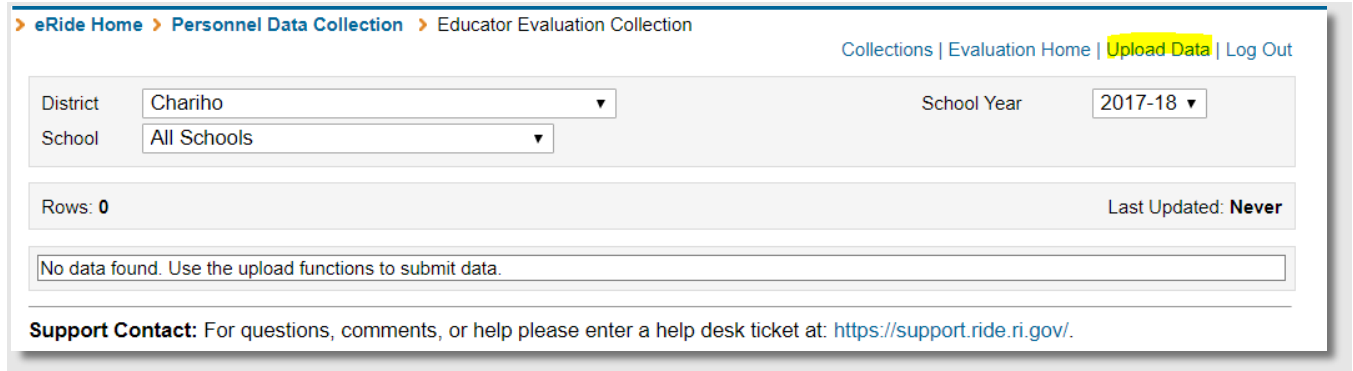 > eRide Home > Personnel Data Collection > Educator Evaluation Collection
Collections | Evaluation Home | Upload Data | Log Out
District Chariho School Year 2017-18
School All Schools
Rows: 0 Last Updated: Never
No data found. Use the upload functions to submit data.
Support Contact: For questions, comments, or help please enter a help desk ticket at: https://support.ride.ri.gov/.